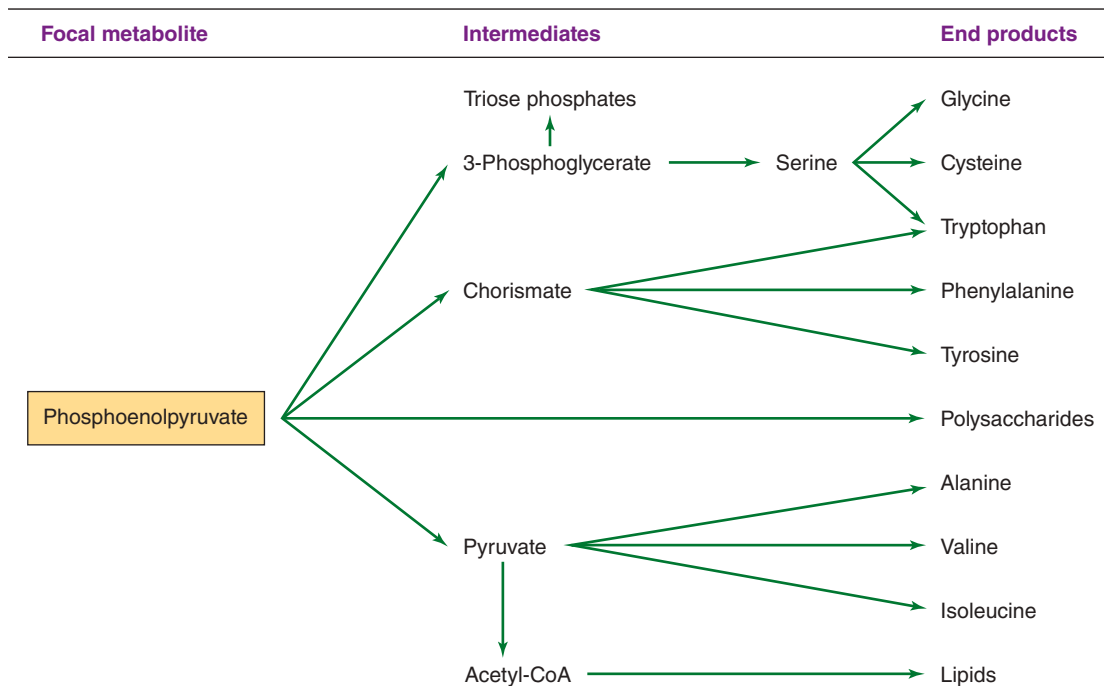 Focal metabolite Intermediates End products
Triose phosphates Glycine
3-Phosphoglycerate Serine Cysteine
Tryptophan
Chorismate Phenylalanine
Tyrosine
Phosphoenolpyruvate Polysaccharides
Alanine
Pyruvate Valine
Isoleucine
Acetyl-CoA Lipids